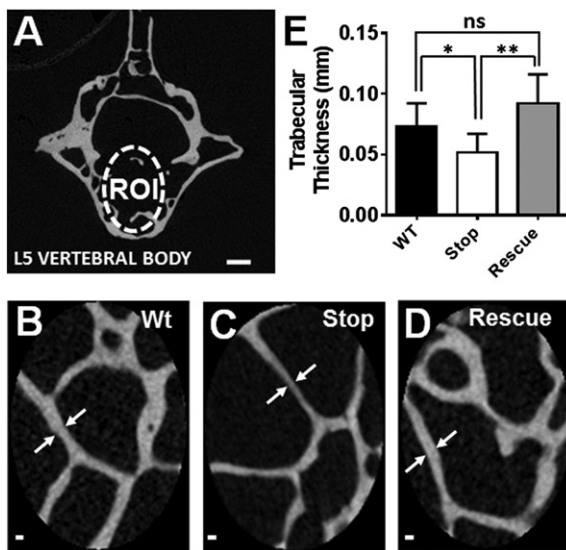 A
ROI
L5 VERTEBRAL BODY
E
ns
*
**
0.15
0.10
0.05
0.00
Trabecular
Thickness (mm)
WT
Stop
Rescue
B
Wt
C
Stop
D
Rescue